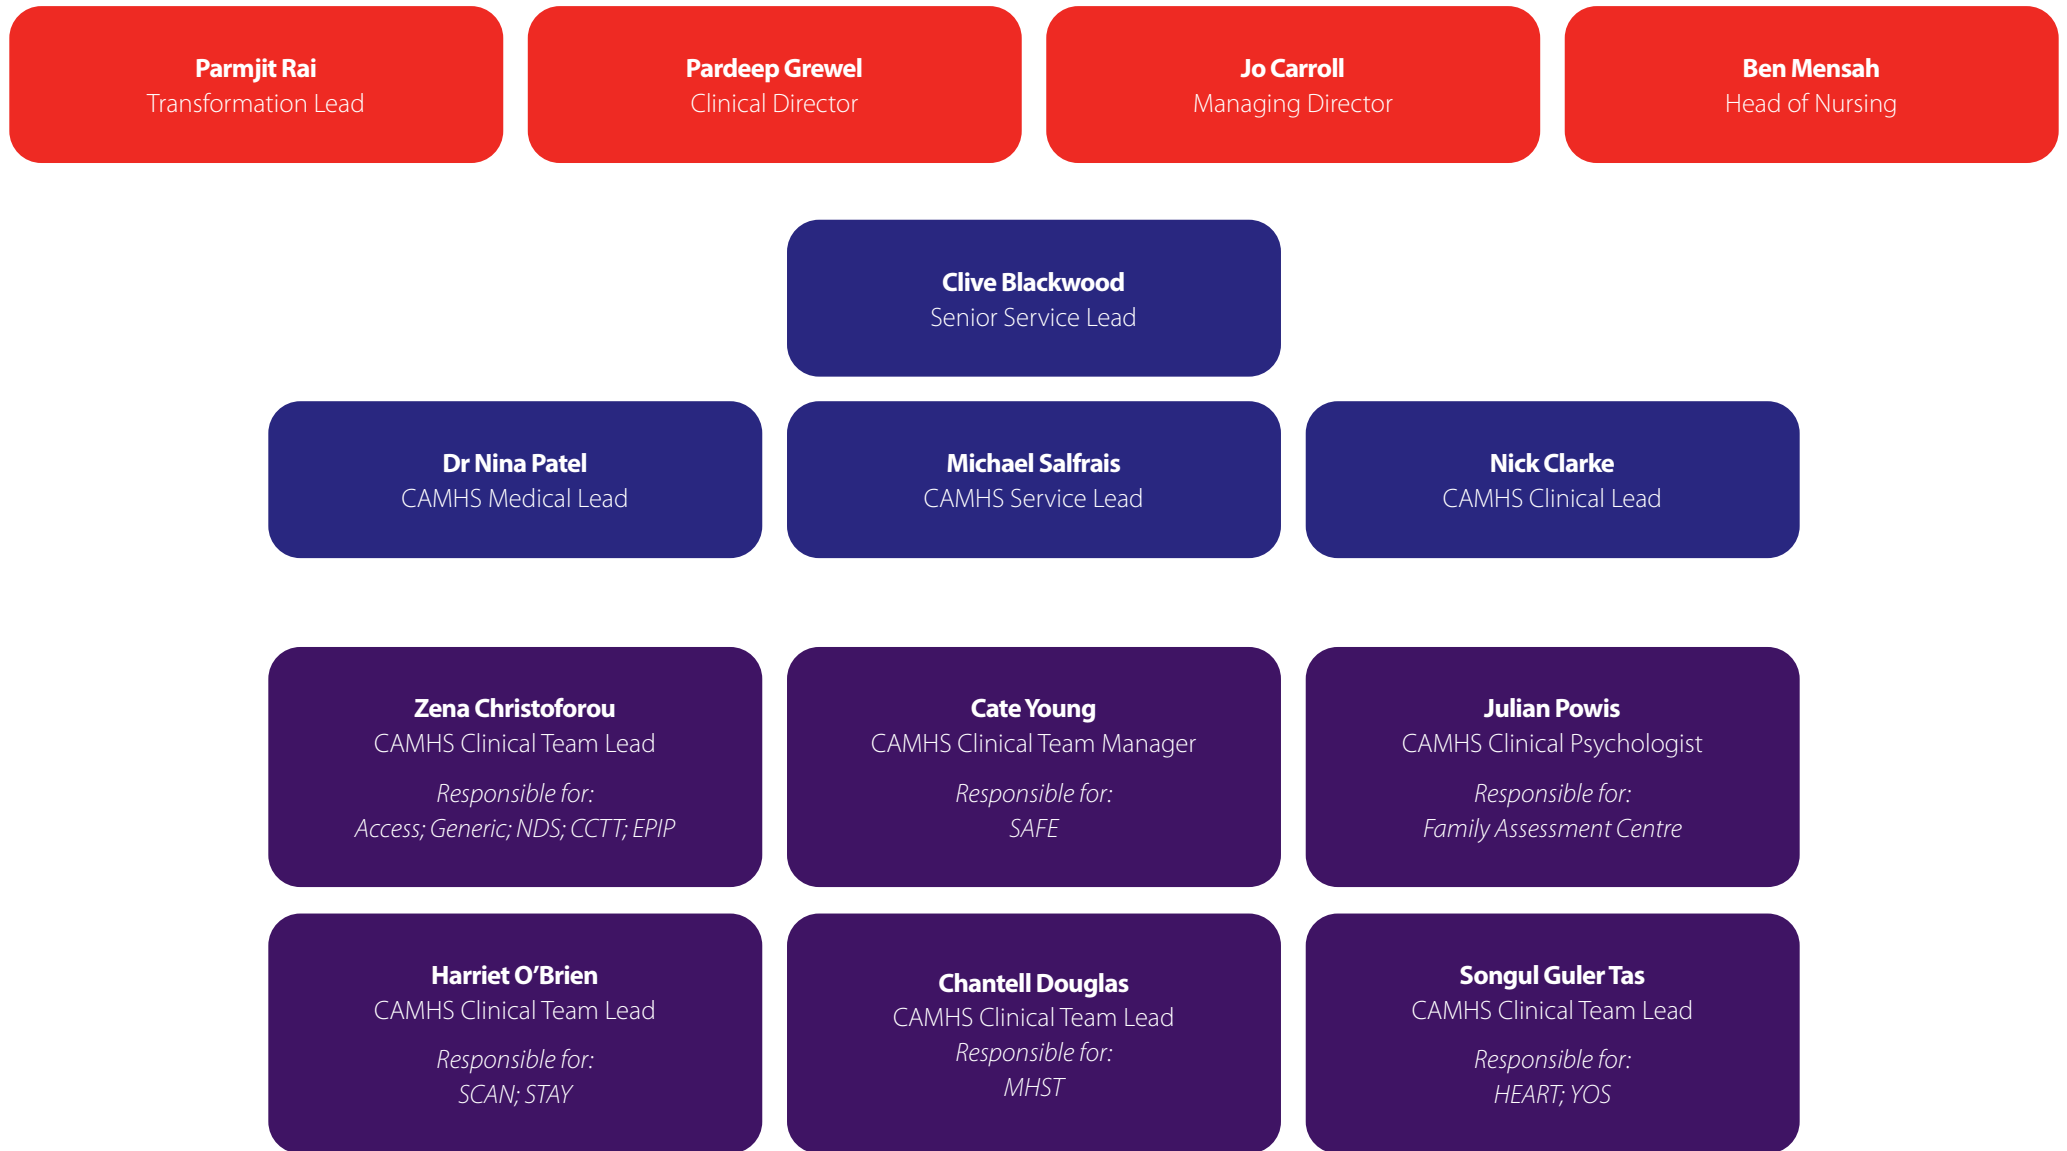 Parmjit Rai
Transformation Lead
Pardeep Grewel
Clinical Director
Jo Carroll
Managing Director
Ben Mensah
Head of Nursing
Clive Blackwood
Senior Service Lead
Dr Nina Patel
CAMHS Medical Lead
Michael Salfrais
CAMHS Service Lead
Nick Clarke
CAMHS Clinical Lead
Zena Christoforou
CAMHS Clinical Team Lead
Responsible for:
Access; Generic; NDS; CCTT; EPIP
Cate Young
CAMHS Clinical Team Manager
Responsible for:
SAFE
Julian Powis
CAMHS Clinical Psychologist
Responsible for:
Family Assessment Centre
Harriet O’Brien
CAMHS Clinical Team Lead
Responsible for:
SCAN; STAY
Chantell Douglas
CAMHS Clinical Team Lead
Responsible for:
MHST
Songul Guler Tas
CAMHS Clinical Team Lead
Responsible for:
HEART; YOS